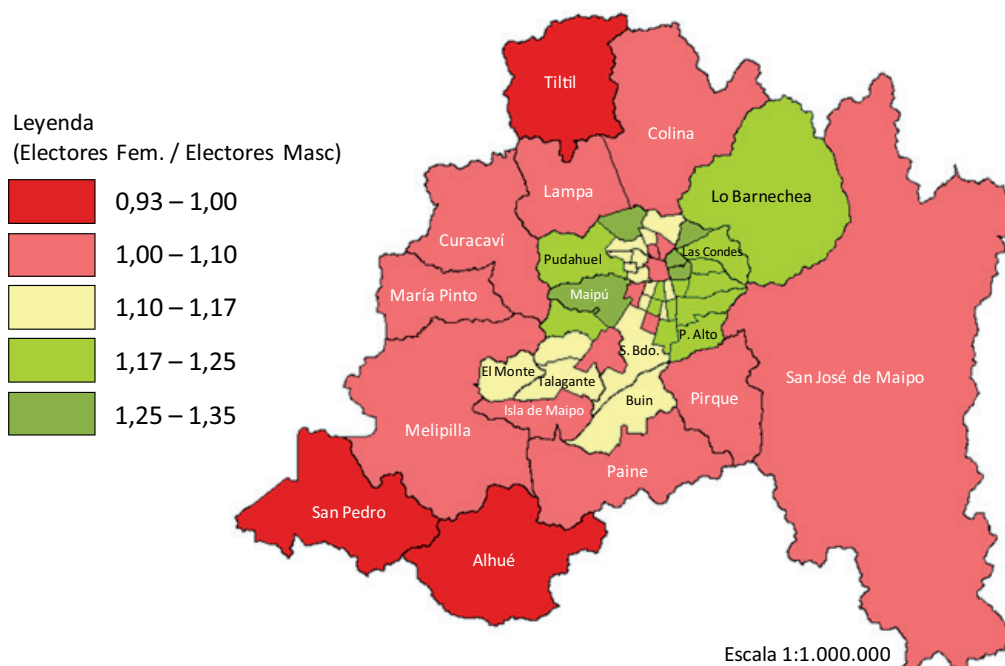 Leyenda
(Electores Fem. / Electores Masc)
0,93 – 1,00
1,00 – 1,10
1,10 – 1,17
1,17 – 1,25
1,25 – 1,35
Tiltil
Colina
Lampa
Lo Barnechea
Curacaví
Pudahuel
Las Condes
María Pinto
Maipú
P. Alto
S. Bdo.
El Monte
Talagante
San José de Maipo
Buin
Pirque
Isla de Maipo
Melipilla
Paine
San Pedro
Alhué
Escala 1:1.000.000